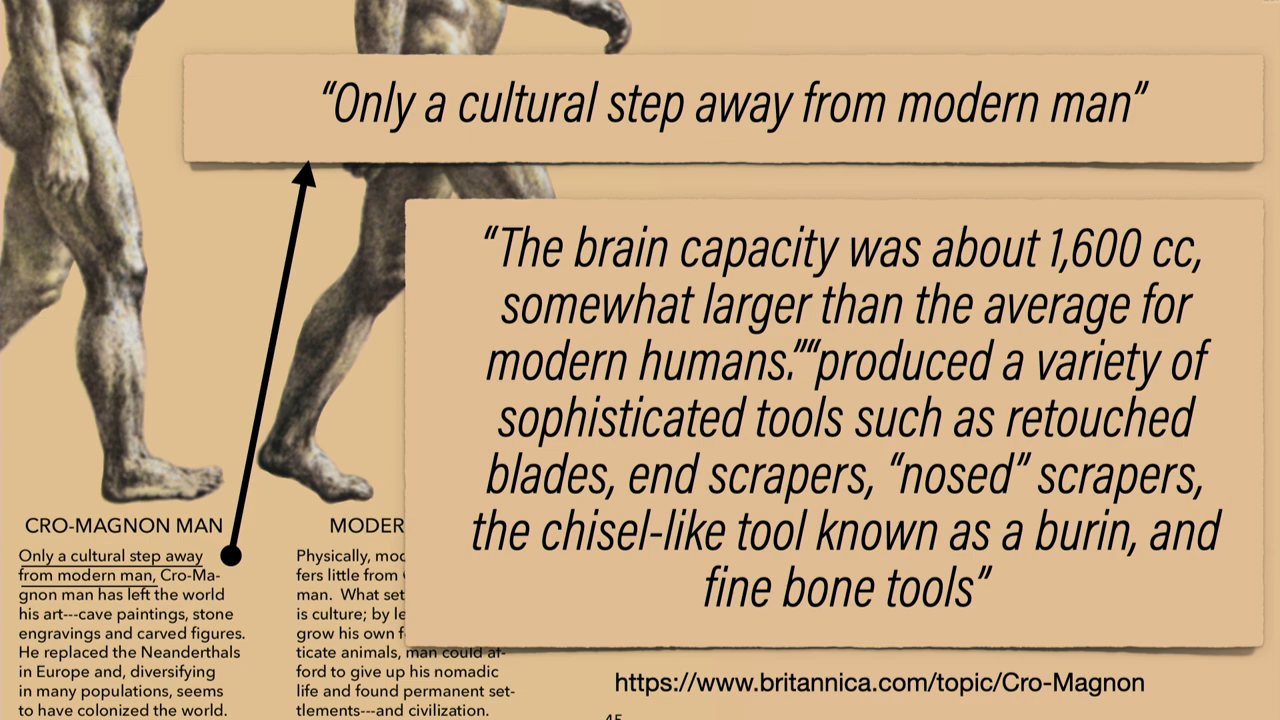 “Only a cultural step away from modern man”
“The brain capacity was about 1,600 cc,
somewhat larger than the average for
modern humans.”“produced a variety of
sophisticated tools such as retouched
blades, end scrapers, “nosed” scrapers,
the chisel-like tool known as a burin, and
fine bone tools”
CRO-MAGNON MAN
Only a cultural step away
from modern man, Cro-Ma-
gnon man has left the world
his art---cave paintings, stone
engravings and carved figures.
He replaced the Neanderthals
in Europe and, diversifying
in many populations, seems
to have colonized the world.
Physically,
fers little from
man. What
is culture; by
grow his own
ticate animals, man could af-
ford to give up his nomadic
life and found permanent set-
tlements---and civilization.
https://www.britannica.com/topic/Cro-Magnon
45